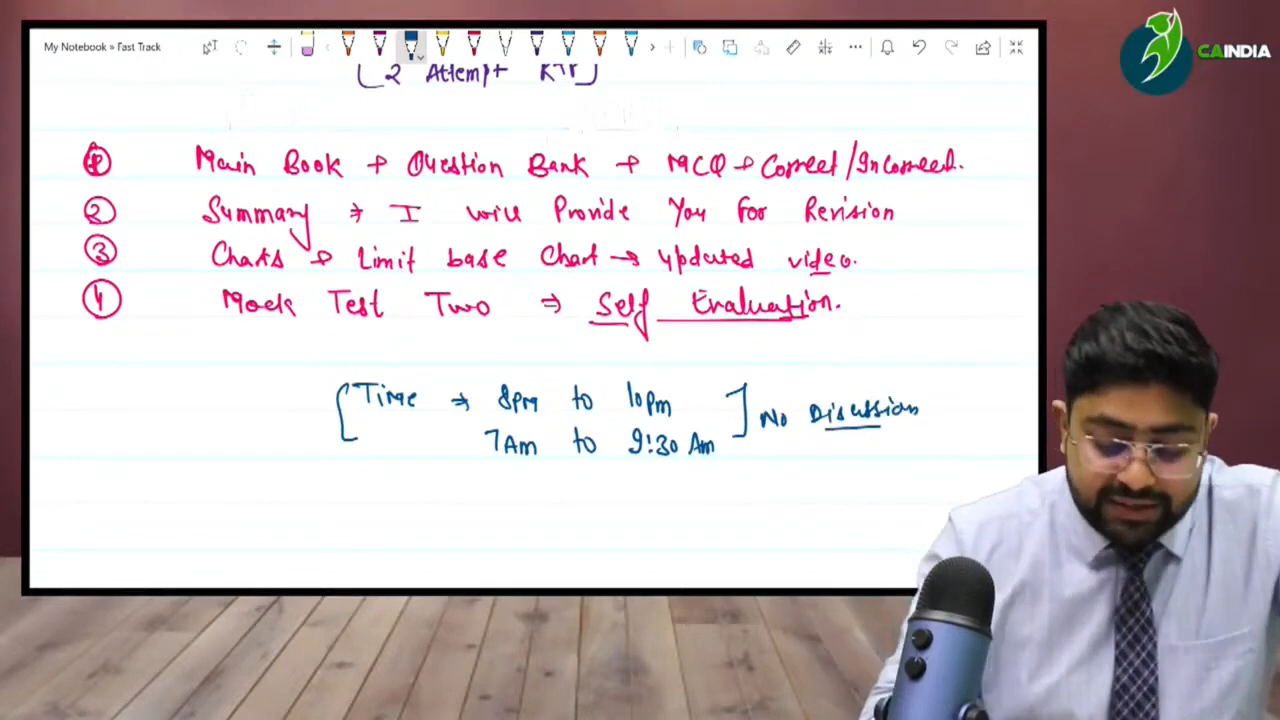 My Notebook » Fast Track
CAINDIA
[2 Attempt RTP]
① Main Book + Question Bank + MCQ + Correct/Incorrect.
② Summary → I will Provide You For Revision
③ Charts → Limit base Chart → updated video.
④ Mock Test Two ⇒ Self Evaluation.
[Time → 8pm to 10pm
7Am to 9:30 Am] No Discussion